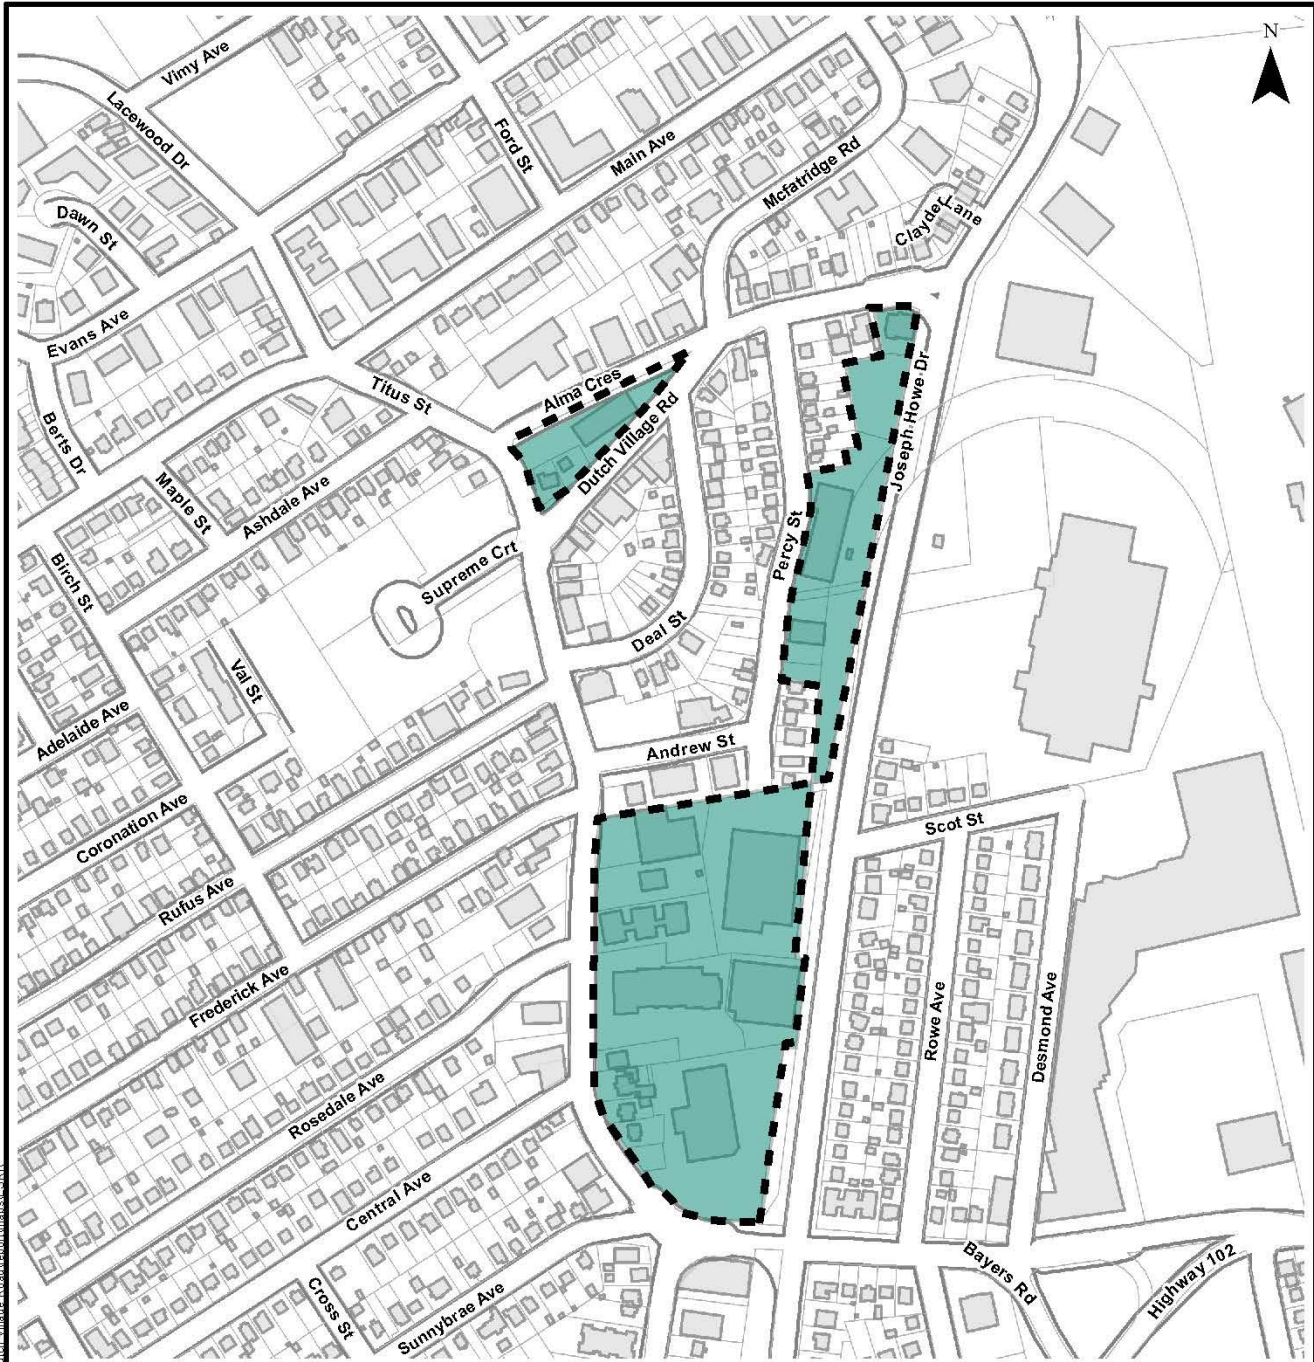 N
Vimy Ave
Lacewood Dr
Ford St
Main Ave
Mcfatridge Rd
Dawn St
Clayder Lane
Evans Ave
Titus St
Alma Cres
Dutch Village Rd
Joseph Howe Dr
Berts Dr
Maple St
Ashdale Ave
Percy St
Birch St
Supreme Crt
Deal St
Val St
Adelaide Ave
Andrew St
Coronation Ave
Scot St
Rufus Ave
Frederick Ave
Rowe Ave
Desmond Ave
Rosedale Ave
Central Ave
Cross St
Sunnybrae Ave
Bayers Rd
Highway 102